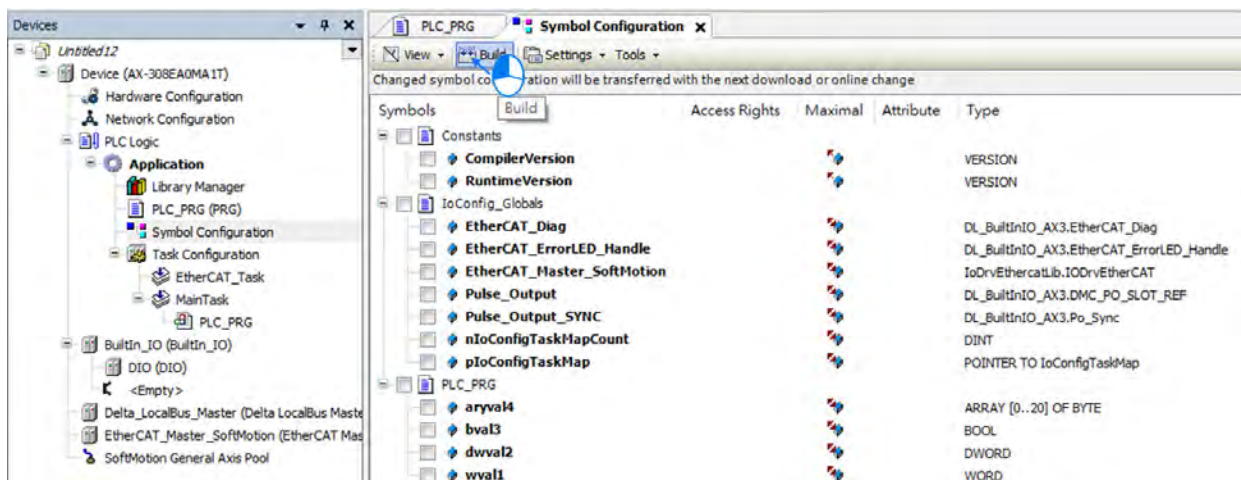 Devices
Untitled12
Device (AX-308EA0MA1T)
Hardware Configuration
Network Configuration
PLC Logic
Application
Library Manager
PLC_PRG (PRG)
Symbol Configuration
Task Configuration
EtherCAT_Task
MainTask
PLC_PRG
BuiltIn_IO (BuiltIn_IO)
DIO (DIO)
<Empty>
Delta_LocalBus_Master (Delta LocalBus Maste
EtherCAT_Master_SoftMotion (EtherCAT Mas
SoftMotion General Axis Pool
PLC_PRG Symbol Configuration X
View Build Settings Tools
Changed symbol co ration will be transferred with the next download or online change
Build
Symbols Access Rights Maximal Attribute Type
Constants
CompilerVersion VERSION
RuntimeVersion VERSION
IoConfig_Globals
EtherCAT_Diag DL_BuiltInIO_AX3.EtherCAT_Diag
EtherCAT_ErrorLED_Handle DL_BuiltInIO_AX3.EtherCAT_ErrorLED_Handle
EtherCAT_Master_SoftMotion IoDrvEthercatLib.IODrvEtherCAT
Pulse_Output DL_BuiltInIO_AX3.DMC_PO_SLOT_REF
Pulse_Output_SYNC DL_BuiltInIO_AX3.Po_Sync
nIoConfigTaskMapCount DINT
pIoConfigTaskMap POINTER TO IoConfigTaskMap
PLC_PRG
aryval4 ARRAY [0..20] OF BYTE
bval3 BOOL
dwval2 DWORD
wval1 WORD